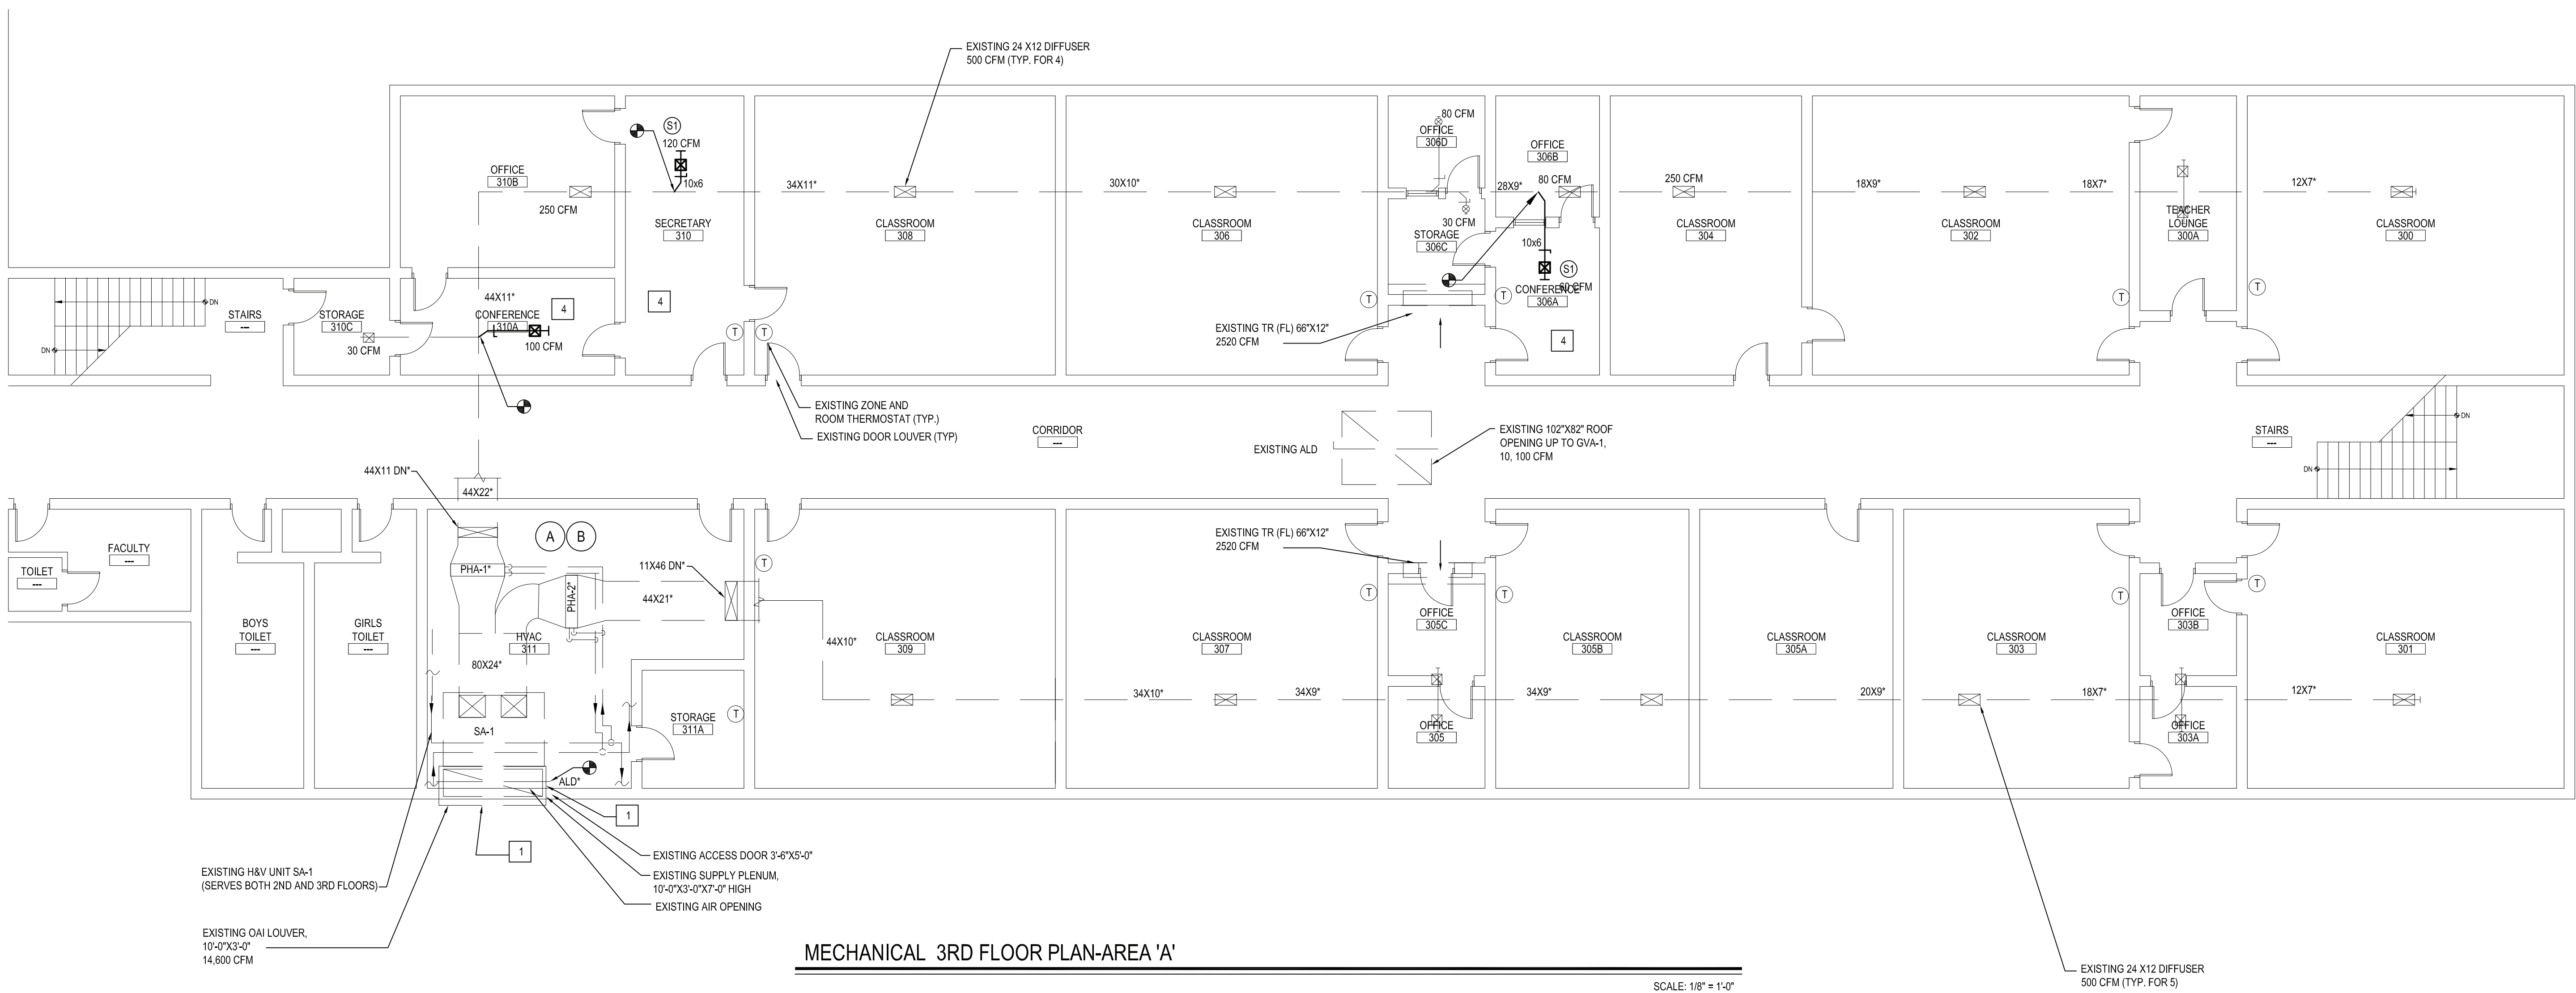 EXISTING 24 X12 DIFFUSER
500 CFM (TYP. FOR 4)
S1
120 CFM
10x6
OFFICE
310B
250 CFM
SECRETARY
310
34X11*
CLASSROOM
308
30X10*
CLASSROOM
306
80 CFM
OFFICE
306D
30 CFM
STORAGE
306C
OFFICE
306B
80 CFM
28X9*
10x6
S1
60 CFM
CONFERENCE
306A
4
250 CFM
CLASSROOM
304
18X9*
CLASSROOM
302
18X7*
TEACHER
LOUNGE
300A
12X7*
CLASSROOM
300
DN
DN
STAIRS
---
STORAGE
310C
30 CFM
44X11*
CONFERENCE
310A
4
100 CFM
4
T
T
T
T
T
T
EXISTING TR (FL) 66"X12"
2520 CFM
EXISTING ZONE AND
ROOM THERMOSTAT (TYP.)
EXISTING DOOR LOUVER (TYP)
CORRIDOR
---
EXISTING ALD
EXISTING 102"X82" ROOF
OPENING UP TO GVA-1,
10, 100 CFM
STAIRS
---
DN
DN
44X11 DN*
44X22*
A
B
FACULTY
---
TOILET
---
PHA-1*
PHA-2*
11X46 DN*
44X21*
T
BOYS
TOILET
---
GIRLS
TOILET
---
HVAC
311
80X24*
SA-1
STORAGE
311A
T
ALD*
44X10*
CLASSROOM
309
CLASSROOM
307
34X10*
34X9*
EXISTING TR (FL) 66"X12"
2520 CFM
T
T
OFFICE
305C
OFFICE
305
34X9*
CLASSROOM
305B
CLASSROOM
305A
20X9*
CLASSROOM
303
18X7*
T
T
OFFICE
303B
OFFICE
303A
12X7*
CLASSROOM
301
1
1
EXISTING ACCESS DOOR 3'-6"X5'-0"
EXISTING SUPPLY PLENUM,
10'-0"X3'-0"X7'-0" HIGH
EXISTING AIR OPENING
EXISTING H&V UNIT SA-1
(SERVES BOTH 2ND AND 3RD FLOORS)
EXISTING OAI LOUVER,
10'-0"X3'-0"
14,600 CFM
MECHANICAL 3RD FLOOR PLAN-AREA 'A'
SCALE: 1/8" = 1'-0"
EXISTING 24 X12 DIFFUSER
500 CFM (TYP. FOR 5)